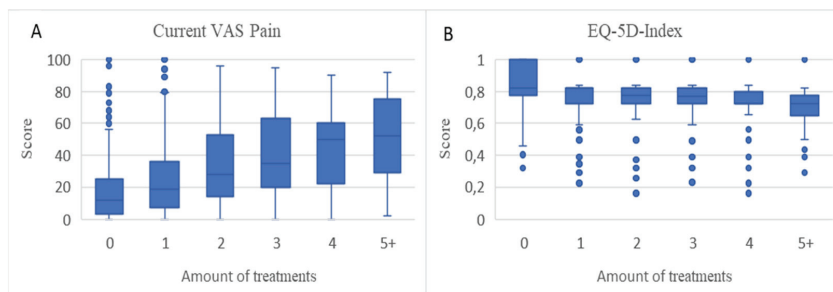 A
Current VAS Pain
100
80
60
40
20
0
Score
0 1 2 3 4 5+
Amount of treatments
B
EQ-5D-Index
1
0,8
0,6
0,4
0,2
0
Score
0 1 2 3 4 5+
Amount of treatments